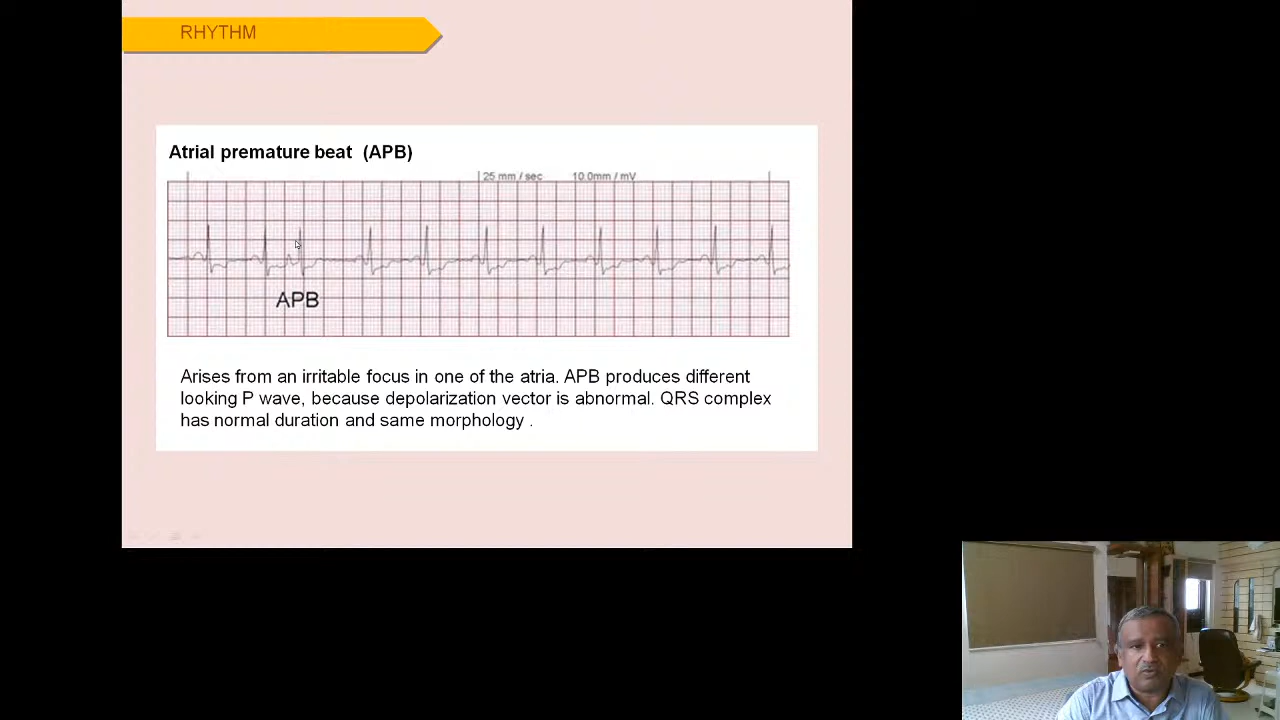 RHYTHM
Atrial premature beat (APB)
25 mm / sec 10.0mm / mV
APB
Arises from an irritable focus in one of the atria. APB produces different
looking P wave, because depolarization vector is abnormal. QRS complex
has normal duration and same morphology .